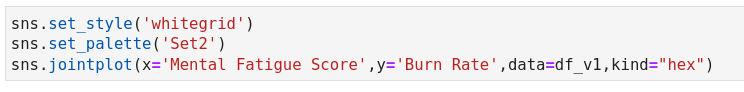 sns.set_style('whitegrid')
sns.set_palette('Set2')
sns.jointplot(x='Mental Fatigue Score',y='Burn Rate',data=df_v1,kind="hex")